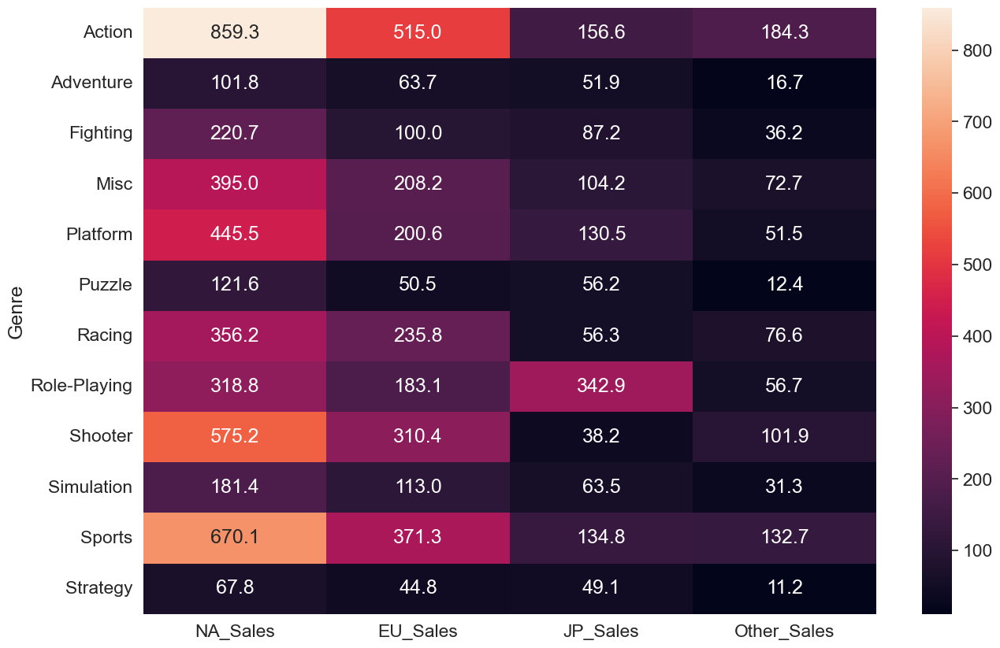 Action 859.3 515.0 156.6 184.3
Adventure 101.8 63.7 51.9 16.7
Fighting 220.7 100.0 87.2 36.2
Misc 395.0 208.2 104.2 72.7
Platform 445.5 200.6 130.5 51.5
Puzzle 121.6 50.5 56.2 12.4
Racing 356.2 235.8 56.3 76.6
Role-Playing 318.8 183.1 342.9 56.7
Shooter 575.2 310.4 38.2 101.9
Simulation 181.4 113.0 63.5 31.3
Sports 670.1 371.3 134.8 132.7
Strategy 67.8 44.8 49.1 11.2
NA_Sales EU_Sales JP_Sales Other_Sales
Genre
800
700
600
500
400
300
200
100